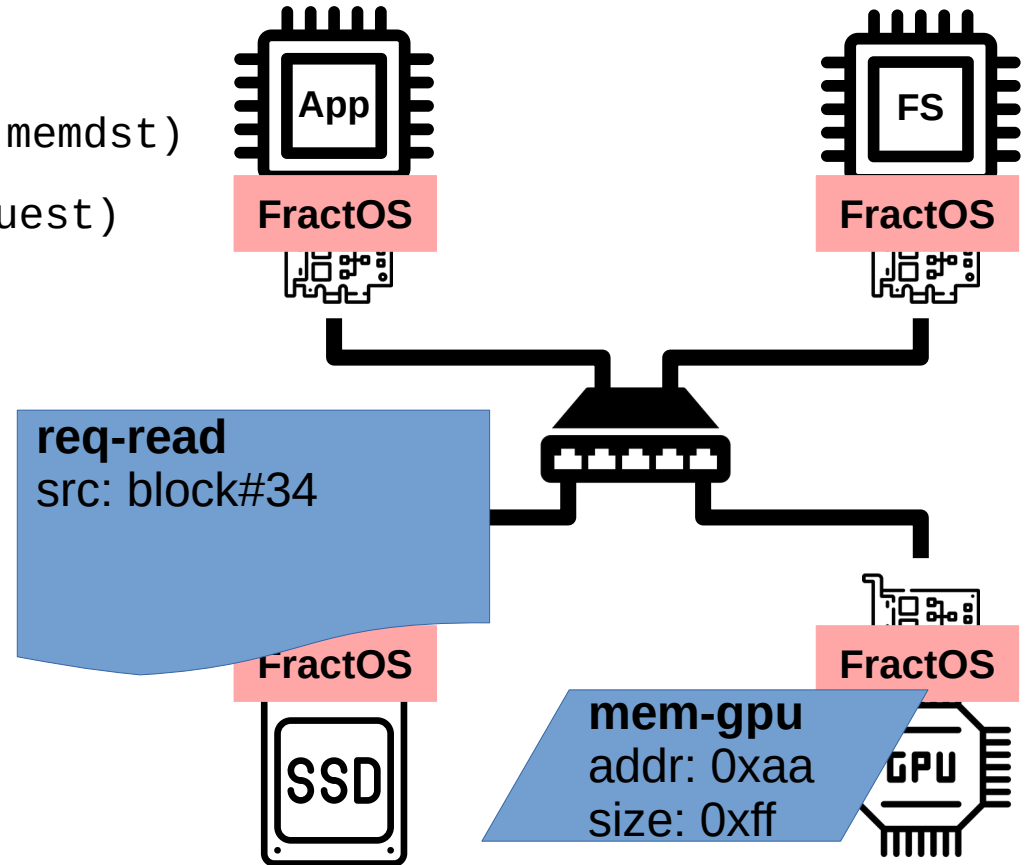 App
FS
memdst)
uest)
FractOS
FractOS
req-read
src: block#34
FractOS
FractOS
mem-gpu
addr: 0xaa
size: 0xff
SSD
GPU